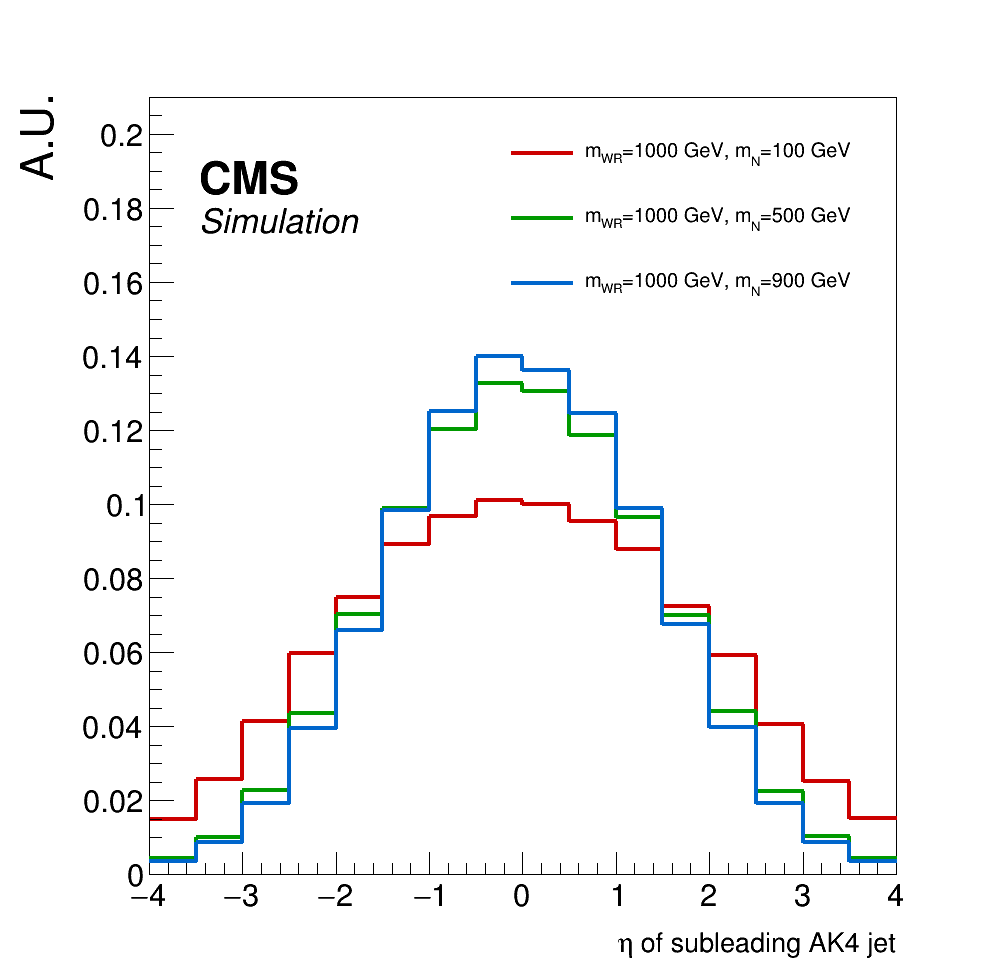 A.U.
0.2
0.18
0.16
0.14
0.12
0.1
0.08
0.06
0.04
0.02
0
CMS
Simulation
m_WR=1000 GeV, m_N=100 GeV
m_WR=1000 GeV, m_N=500 GeV
m_WR=1000 GeV, m_N=900 GeV
−4 −3 −2 −1 0 1 2 3 4
η of subleading AK4 jet